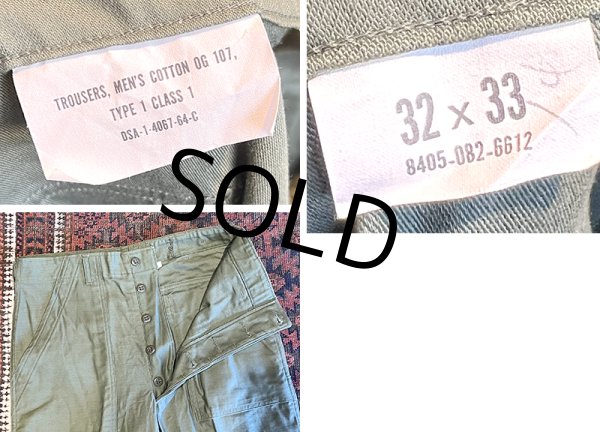 TROUSERS, MEN'S COTTON OG 107,
TYPE 1 CLASS 1
DSA-1-4067-64-C
32 x 33
8405-082-6612
SOLD